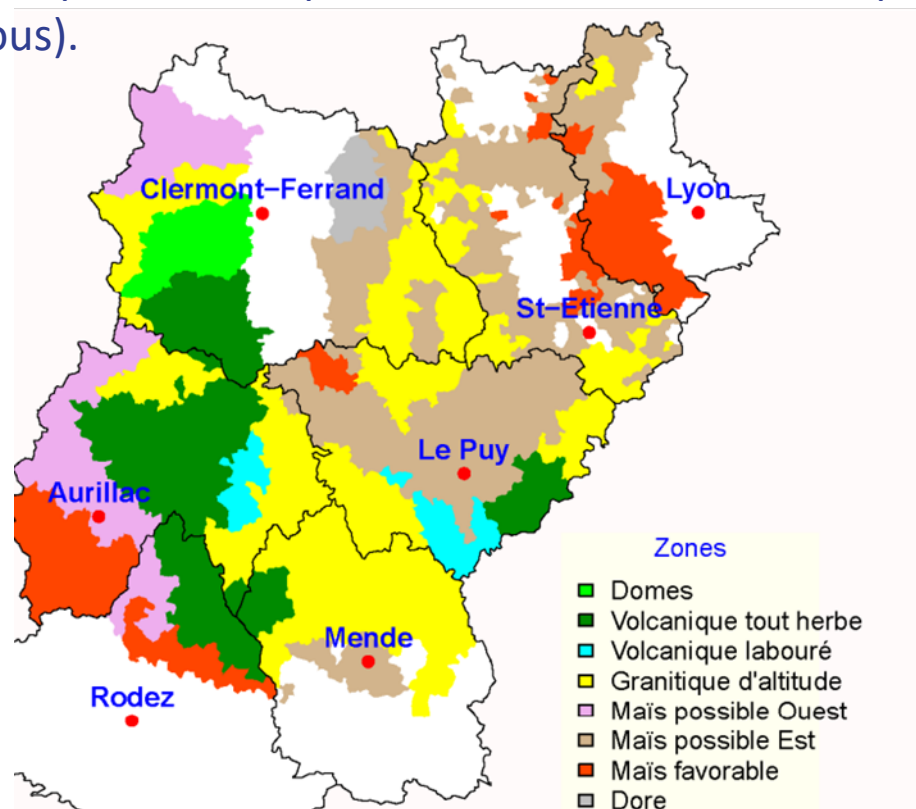 ous).
Clermont-Ferrand
Lyon
St-Etienne
Le Puy
Aurillac
Mende
Rodez
Zones
Domes
Volcanique tout herbe
Volcanique labouré
Granitique d'altitude
Maïs possible Ouest
Maïs possible Est
Maïs favorable
Dore